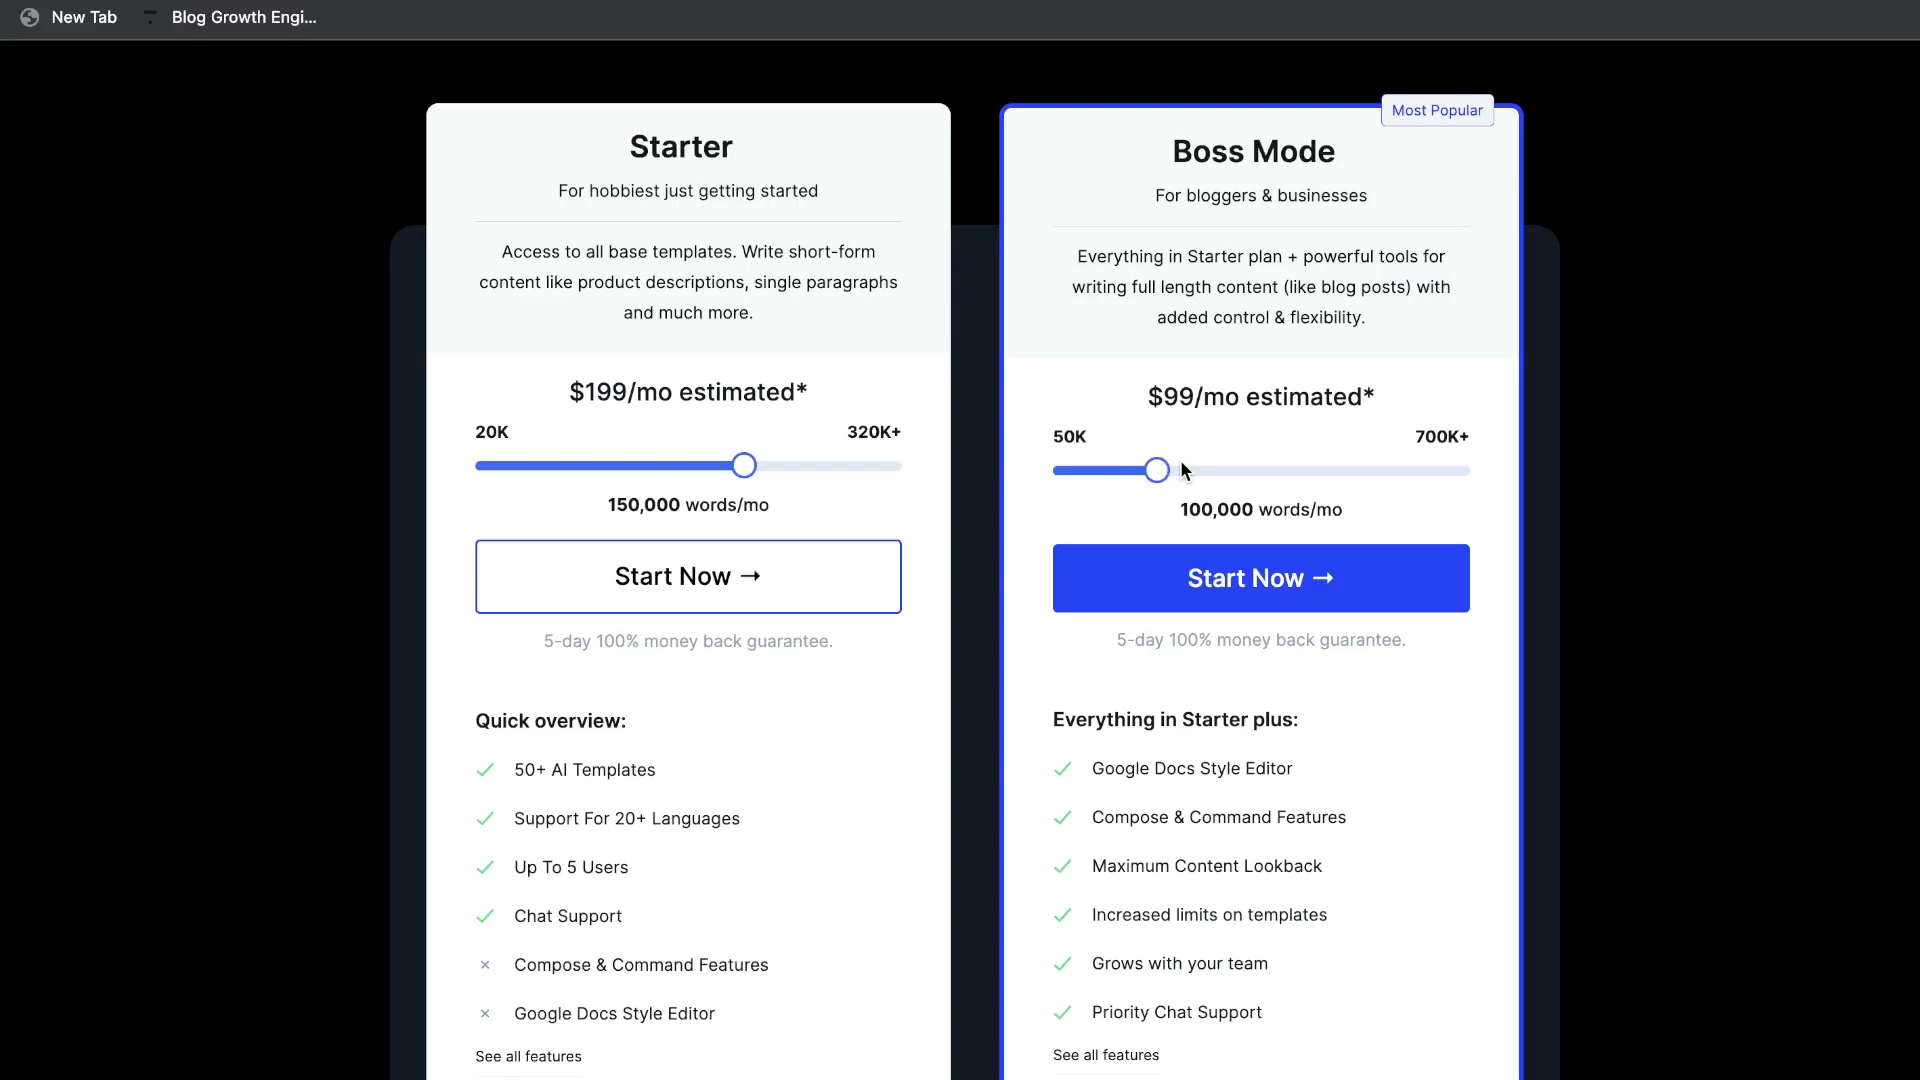 New Tab
Blog Growth Engi...
Starter
For hobbiest just getting started
Access to all base templates. Write short-form
content like product descriptions, single paragraphs
and much more.
$199/mo estimated*
20K 320K+
150,000 words/mo
Start Now →
5-day 100% money back guarantee.
Quick overview:
50+ AI Templates
Support For 20+ Languages
Up To 5 Users
Chat Support
Compose & Command Features
Google Docs Style Editor
See all features
Most Popular
Boss Mode
For bloggers & businesses
Everything in Starter plan + powerful tools for
writing full length content (like blog posts) with
added control & flexibility.
$99/mo estimated*
50K 700K+
100,000 words/mo
Start Now →
5-day 100% money back guarantee.
Everything in Starter plus:
Google Docs Style Editor
Compose & Command Features
Maximum Content Lookback
Increased limits on templates
Grows with your team
Priority Chat Support
See all features